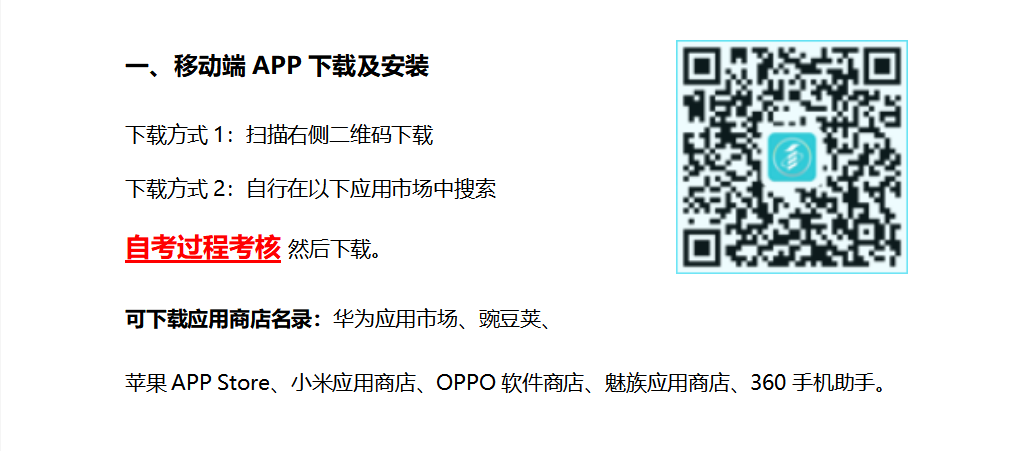 一、移动端 APP 下载及安装
下载方式 1：扫描右侧二维码下载
下载方式 2：自行在以下应用市场中搜索
自考过程考核 然后下载。
可下载应用商店名录：华为应用市场、豌豆荚、
苹果 APP Store、小米应用商店、OPPO 软件商店、魅族应用商店、360 手机助手。